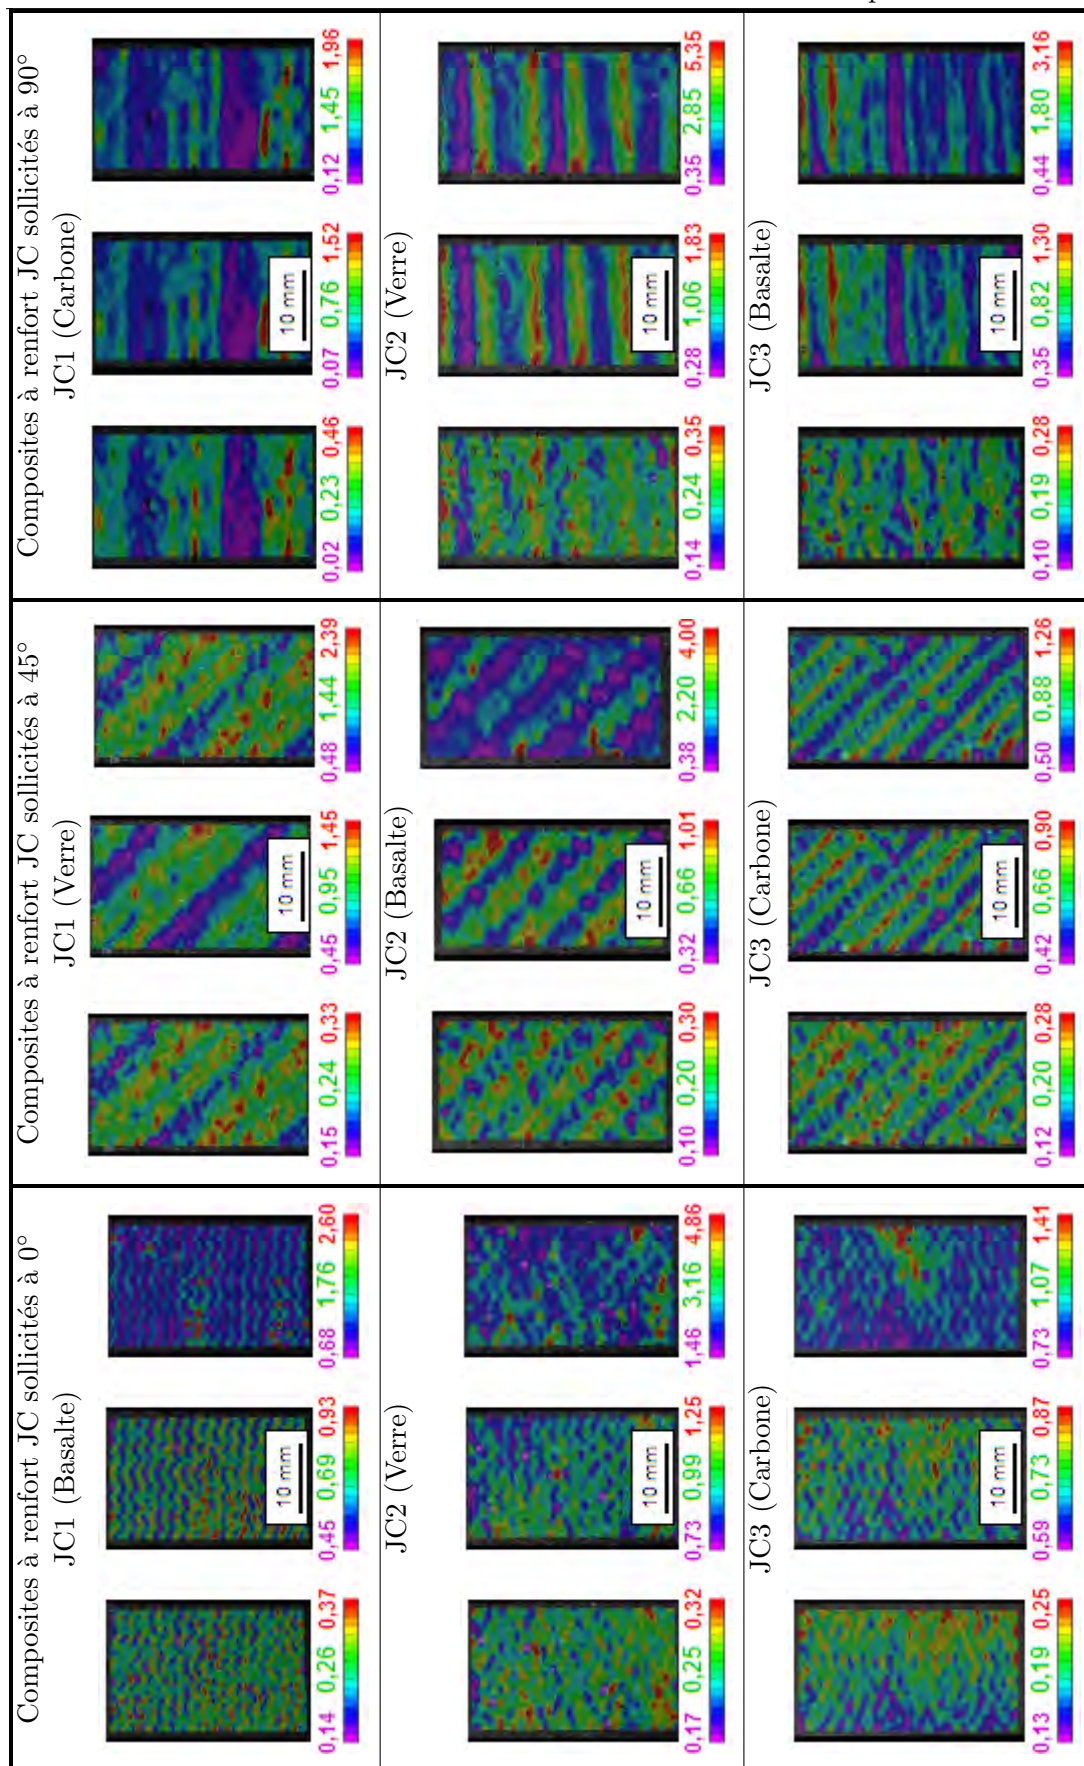 Composites à renfort JC sollicités à 0°
JC1 (Basalte)
10 mm
0,14 0,26 0,37
0,45 0,69 0,93
0,68 1,76 2,60
JC2 (Verre)
10 mm
0,17 0,25 0,32
0,73 0,99 1,25
1,46 3,16 4,86
JC3 (Carbone)
10 mm
0,13 0,19 0,25
0,59 0,73 0,87
0,73 1,07 1,41
Composites à renfort JC sollicités à 45°
JC1 (Verre)
10 mm
0,15 0,24 0,33
0,45 0,95 1,45
0,48 1,44 2,39
JC2 (Basalte)
10 mm
0,10 0,20 0,30
0,32 0,66 1,01
0,38 2,20 4,00
JC3 (Carbone)
10 mm
0,12 0,20 0,28
0,42 0,66 0,90
0,50 0,88 1,26
Composites à renfort JC sollicités à 90°
JC1 (Carbone)
10 mm
0,02 0,23 0,46
0,07 0,76 1,52
0,12 1,45 1,96
JC2 (Verre)
10 mm
0,14 0,24 0,35
0,28 1,06 1,83
0,35 2,85 5,35
JC3 (Basalte)
10 mm
0,10 0,19 0,28
0,35 0,82 1,30
0,44 1,80 3,16